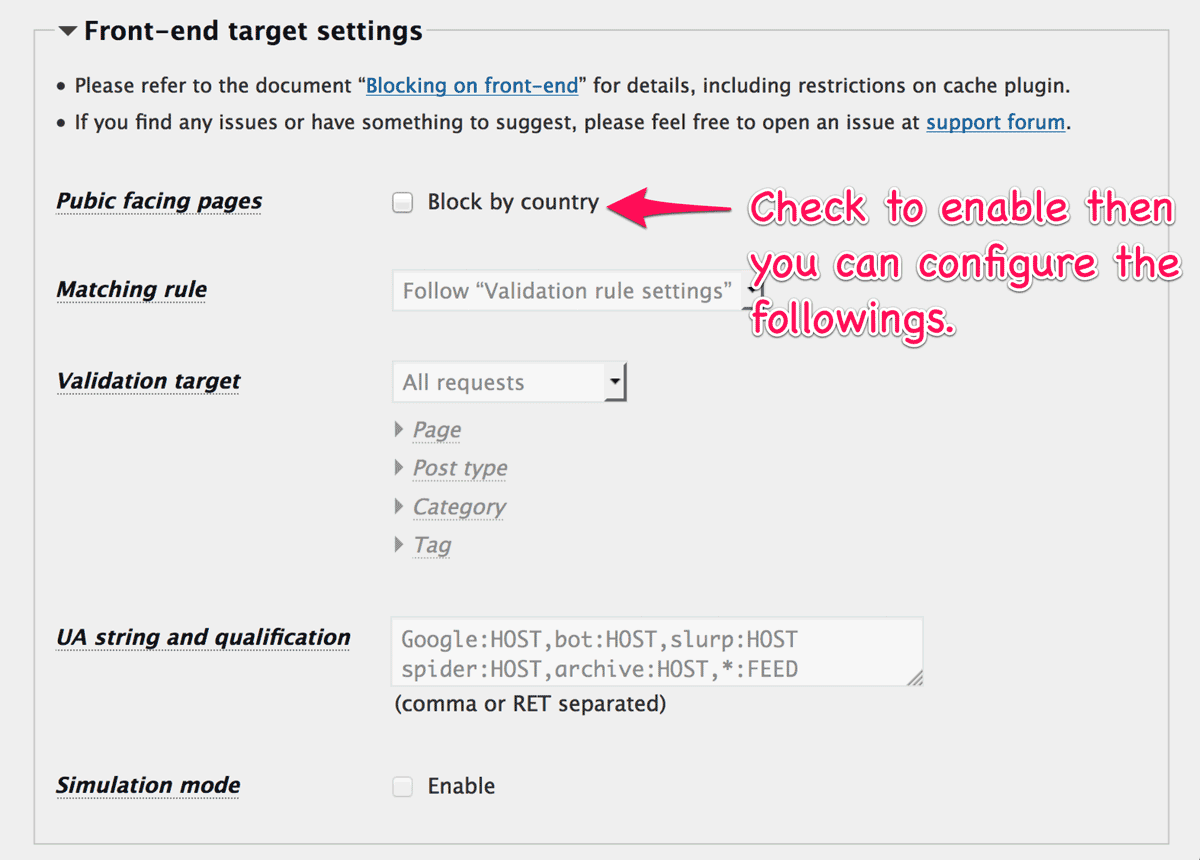 Front-end target settings
• Please refer to the document “Blocking on front-end” for details, including restrictions on cache plugin.
• If you find any issues or have something to suggest, please feel free to open an issue at support forum.
Pubic facing pages
Block by country
Check to enable then
you can configure the
followings.
Matching rule
Follow “Validation rule settings”
Validation target
All requests
Page
Post type
Category
Tag
UA string and qualification
Google:HOST,bot:HOST,slurp:HOST
spider:HOST,archive:HOST,*:FEED
(comma or RET separated)
Simulation mode
Enable